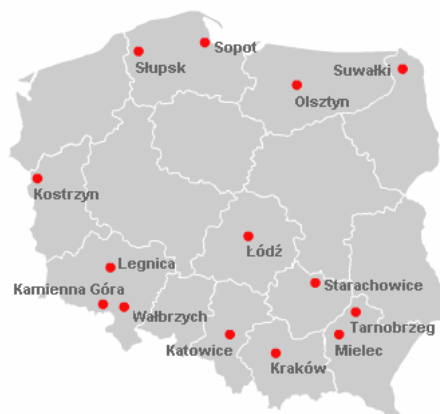 Sopot
Słupsk
Suwałki
Olsztyn
Kostrzyn
Łódź
Legnica
Starachowice
Kamienna Góra
Wałbrzych
Tarnobrzeg
Katowice
Mielec
Kraków